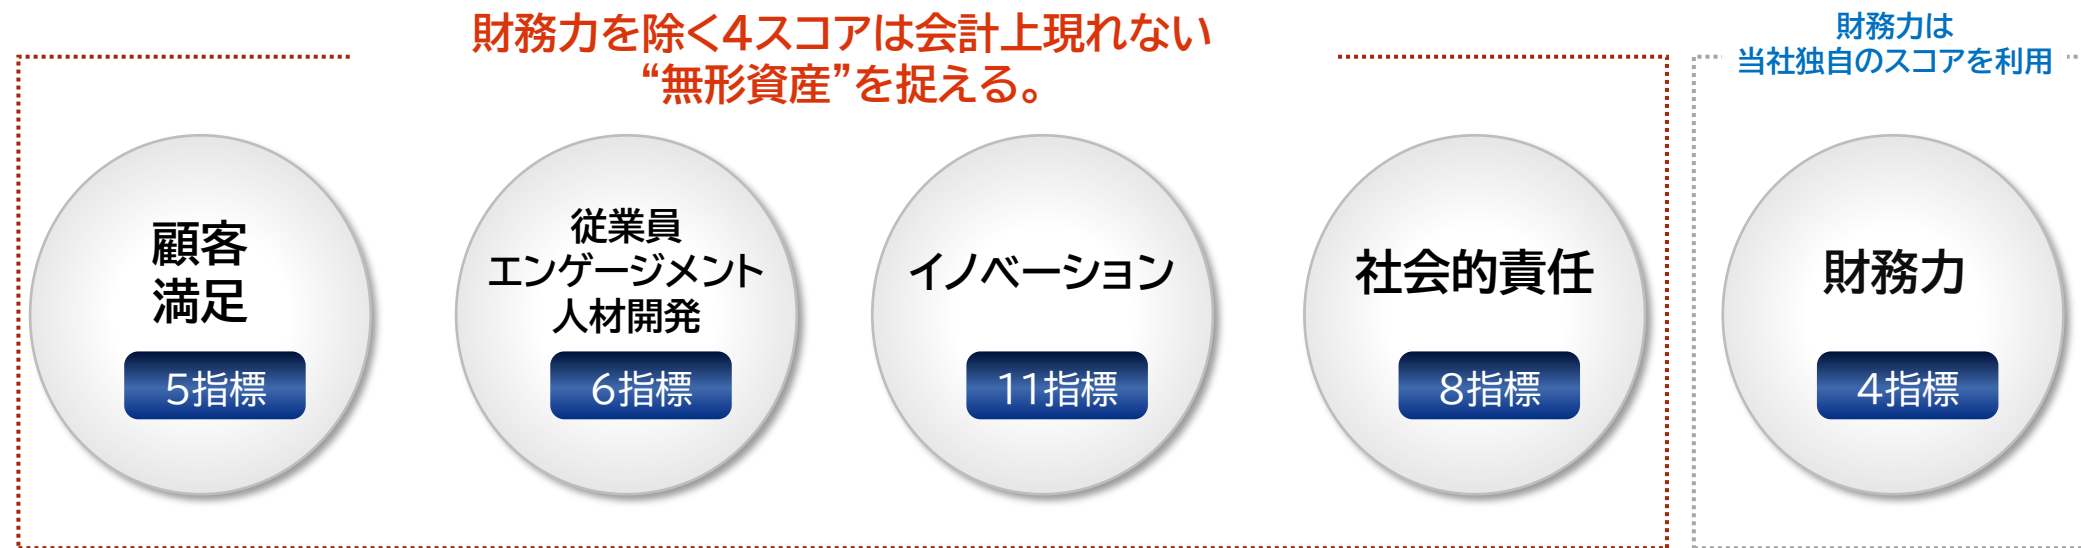 財務力を除く4スコアは会計上現れない
“無形資産”を捉える。
財務力は
当社独自のスコアを利用
顧客
満足
5指標
従業員
エンゲージメント
人材開発
6指標
イノベーション
11指標
社会的責任
8指標
財務力
4指標